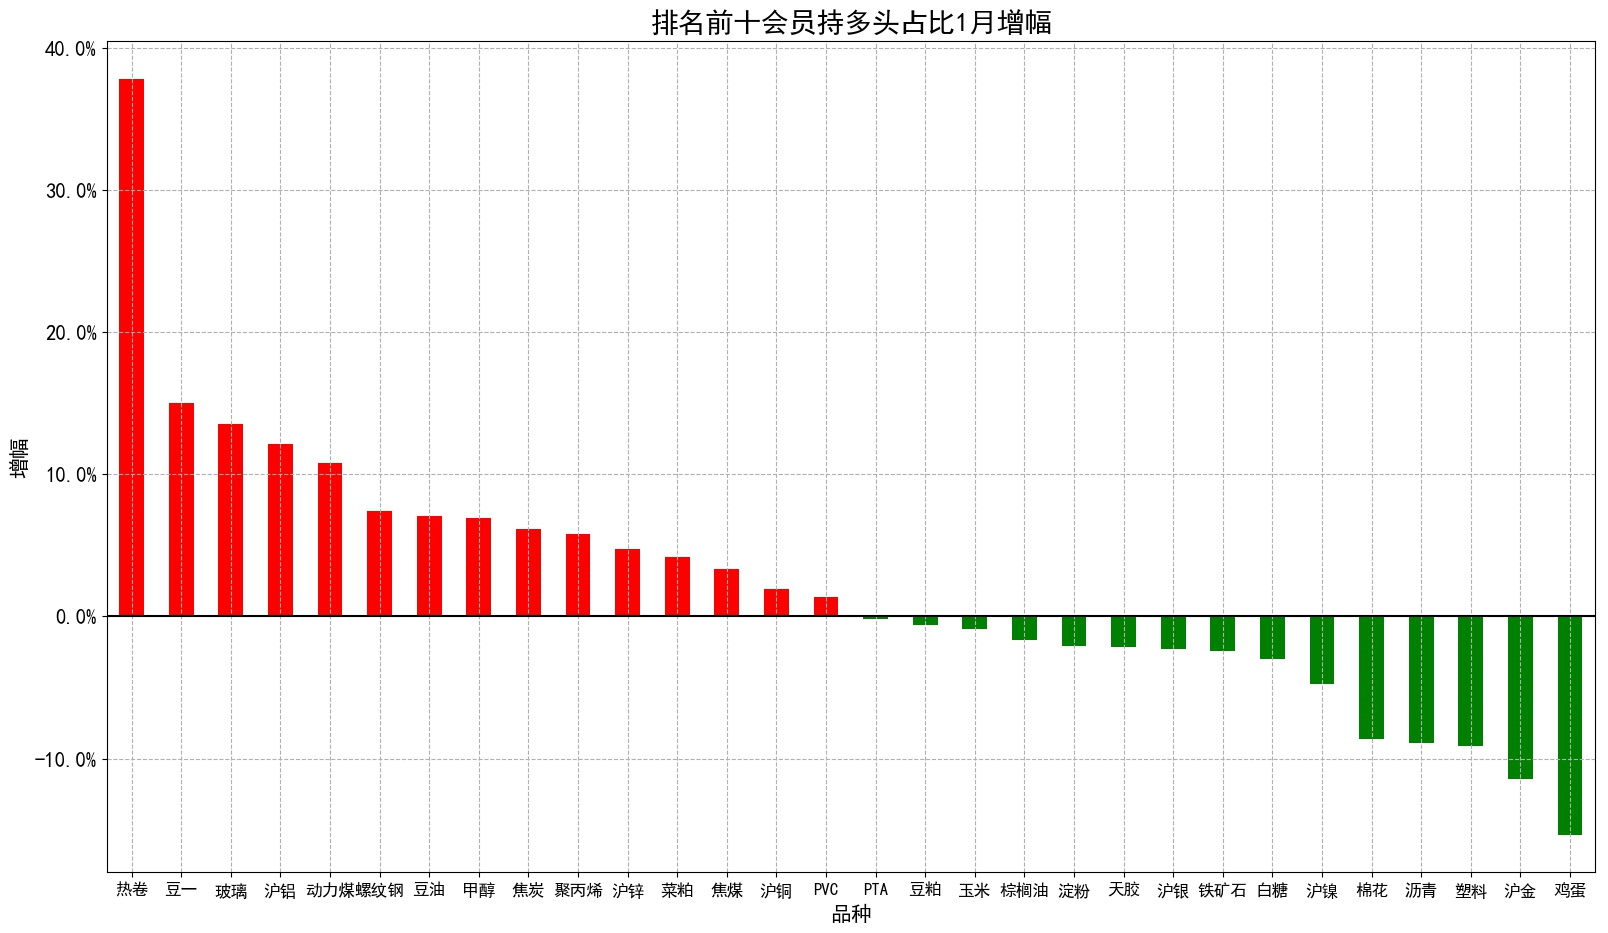 排名前十会员持多头占比1月增幅
40.0%
30.0%
20.0%
10.0%
0.0%
-10.0%
增幅
热卷 豆一 玻璃 沪铝 动力煤 螺纹钢 豆油 甲醇 焦炭 聚丙烯 沪锌 菜粕 焦煤 沪铜 PVC PTA 豆粕 玉米 棕榈油 淀粉 天胶 沪银 铁矿石 白糖 沪镍 棉花 沥青 塑料 沪金 鸡蛋
品种